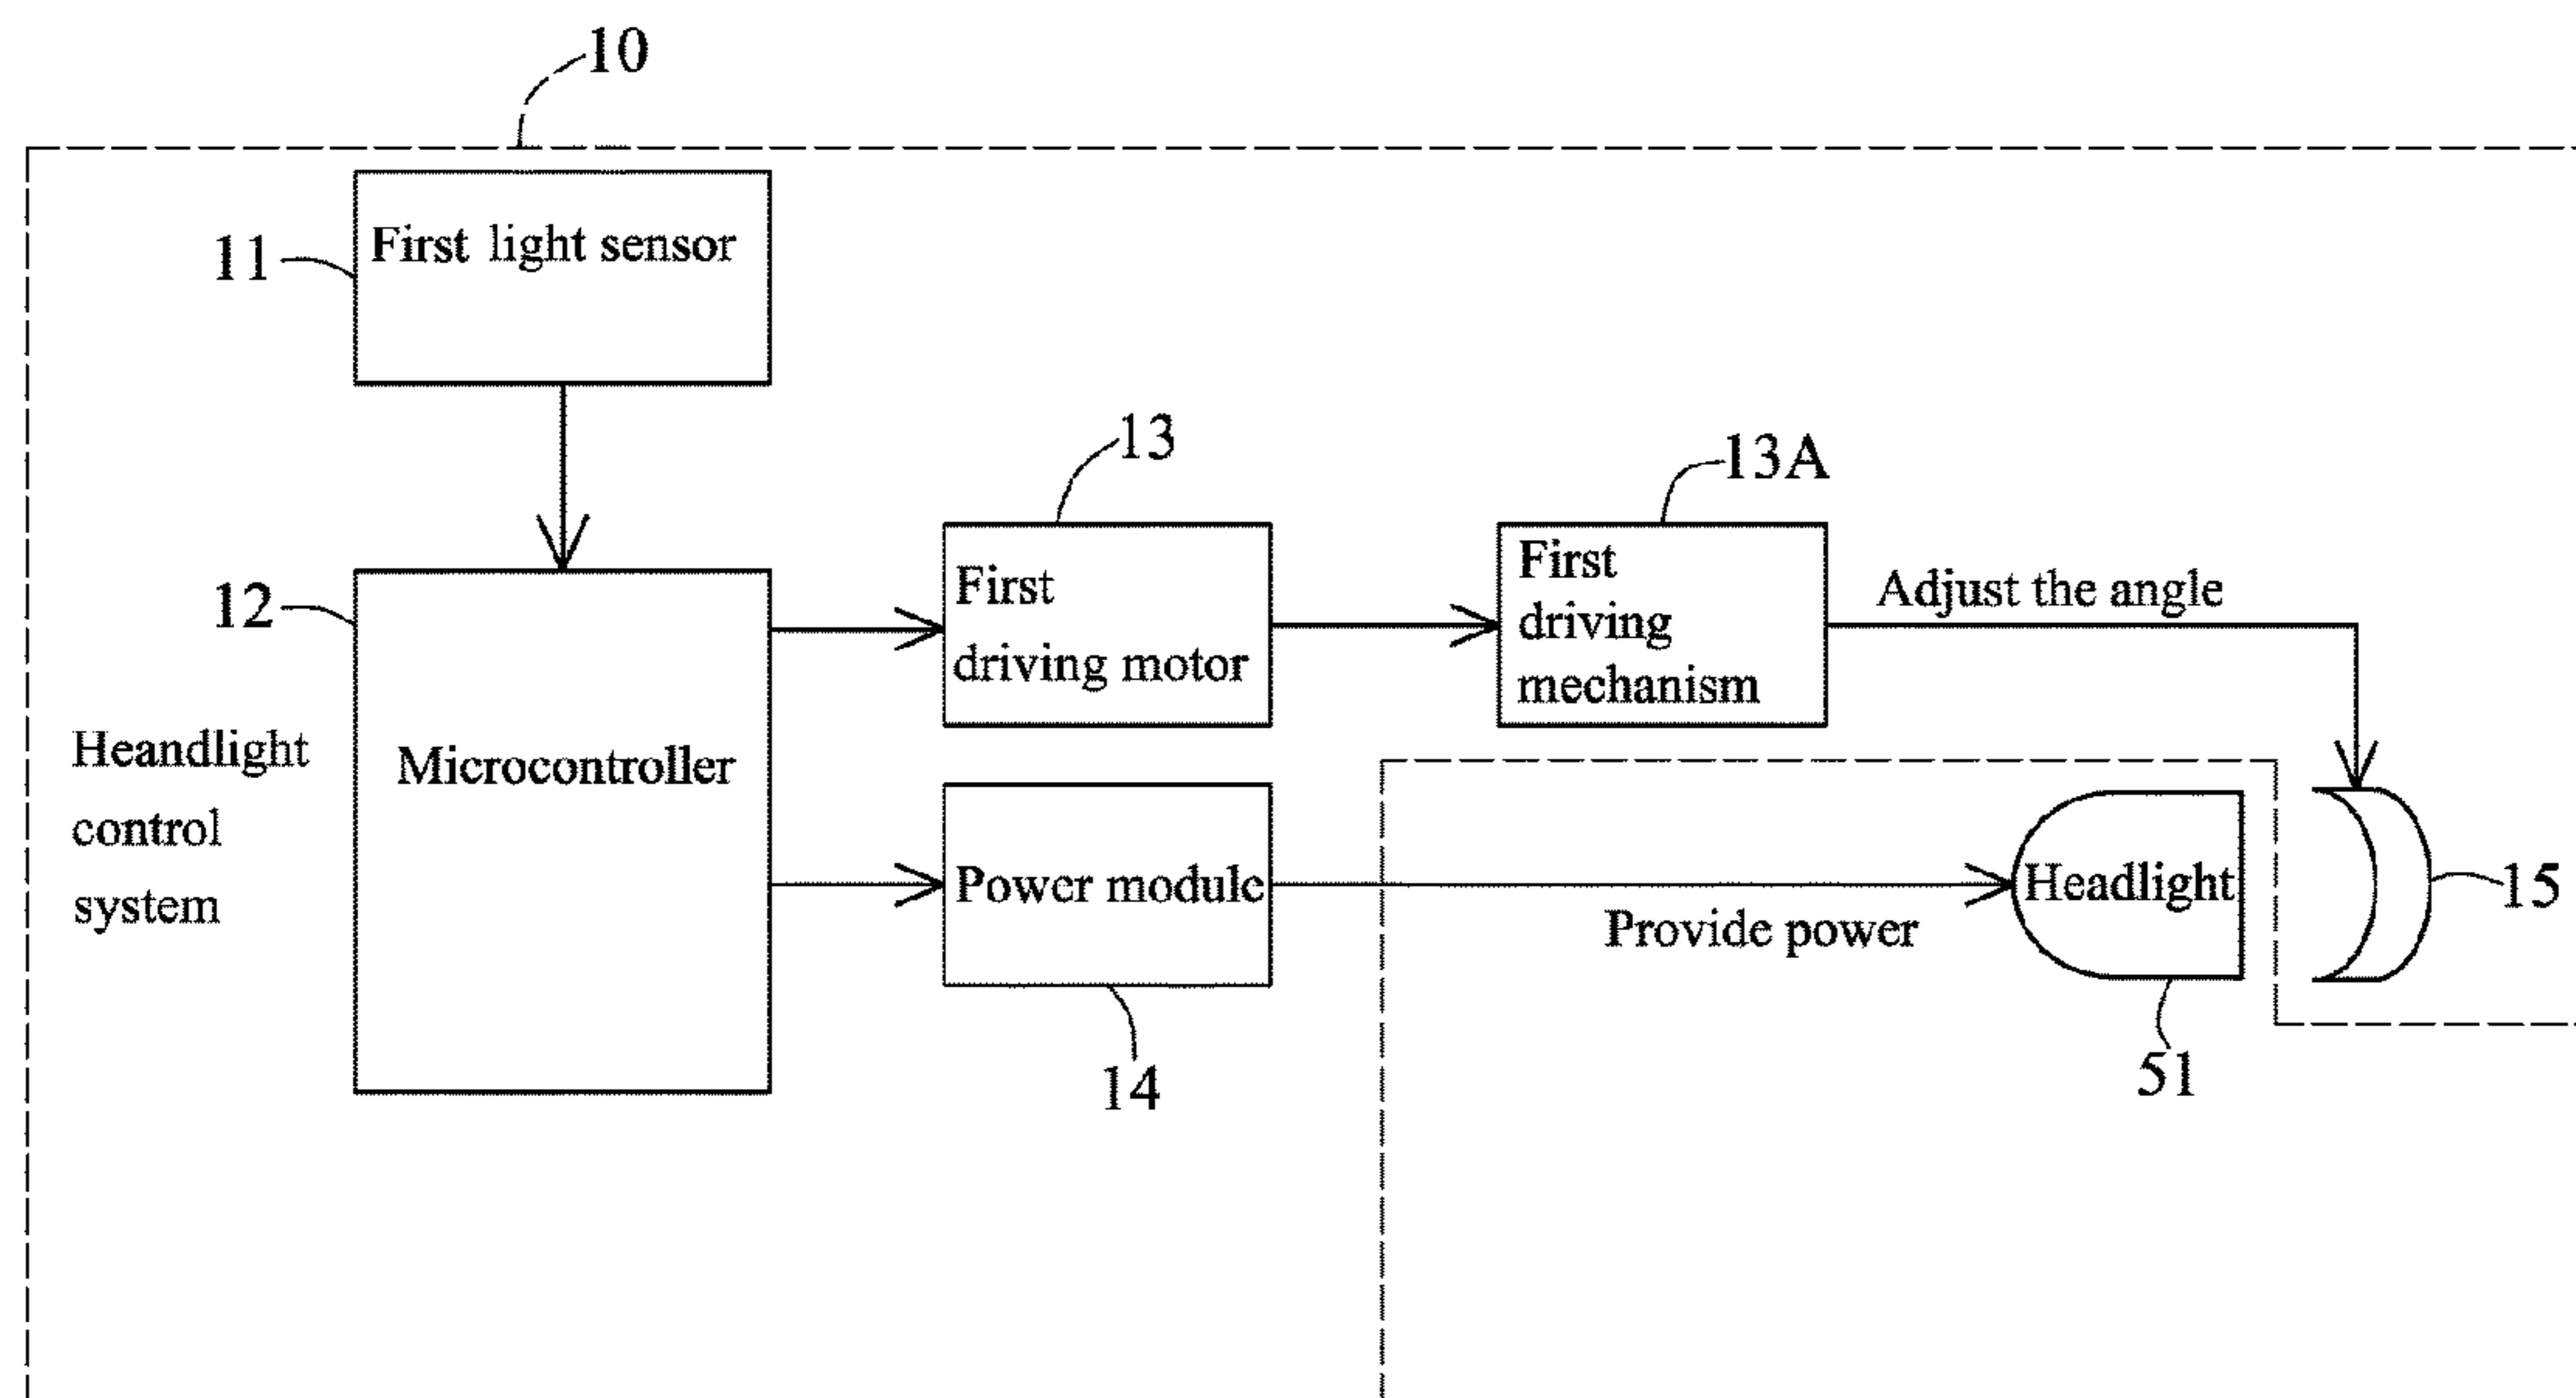 10
11
First light sensor
13
13A
12
First
driving motor
First
driving
mechanism
Adjust the angle
Heandlight
control
system
Microcontroller
Power module
Provide power
Headlight
15
14
51